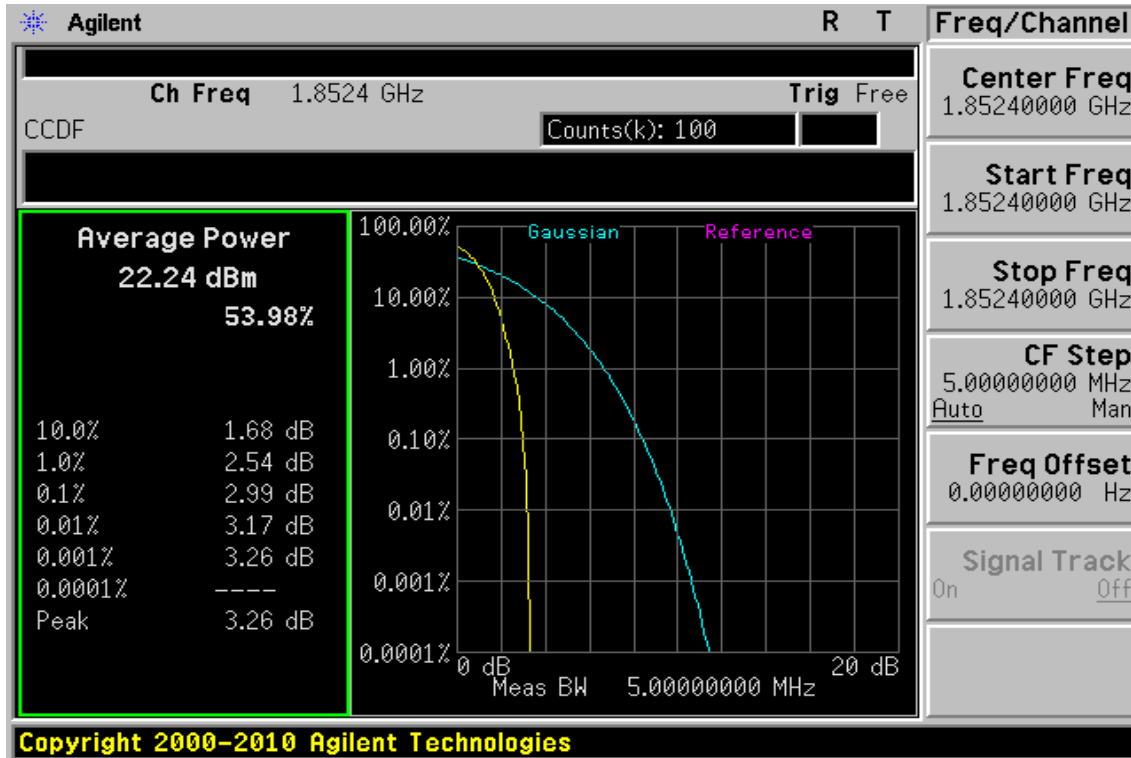 Agilent R T Freq/Channel
Ch Freq 1.8524 GHz Trig Free
CCDF Counts(k): 100
Center Freq
1.85240000 GHz
Start Freq
1.85240000 GHz
Stop Freq
1.85240000 GHz
CF Step
5.00000000 MHz
Auto Man
Freq Offset
0.00000000 Hz
Signal Track
On Off
Average Power
22.24 dBm
53.98%
10.0% 1.68 dB
1.0% 2.54 dB
0.1% 2.99 dB
0.01% 3.17 dB
0.001% 3.26 dB
0.0001% ----
Peak 3.26 dB
Gaussian Reference
100.00%
10.00%
1.00%
0.10%
0.01%
0.001%
0.0001%
0 dB 20 dB
Meas BW 5.00000000 MHz
Copyright 2000-2010 Agilent Technologies